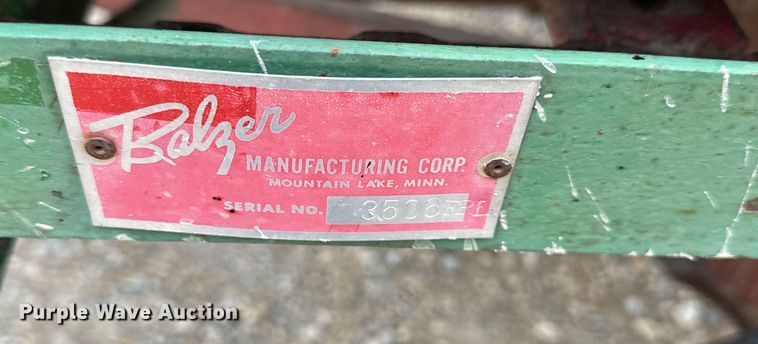 Balzer
MANUFACTURING CORP.
MOUNTAIN LAKE, MINN.
SERIAL NO.
Purple Wave Auction